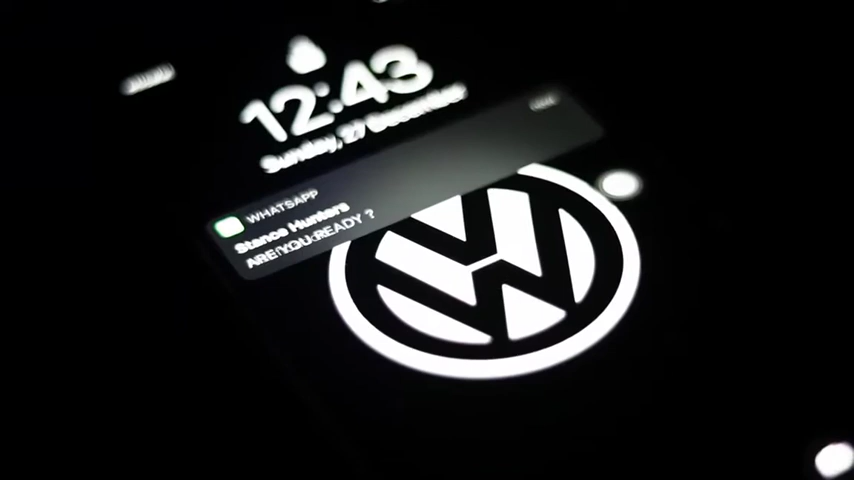 12:43
Sunday, 27 December
WHATSAPP
Stance Hunters
ARE YOU READY ?